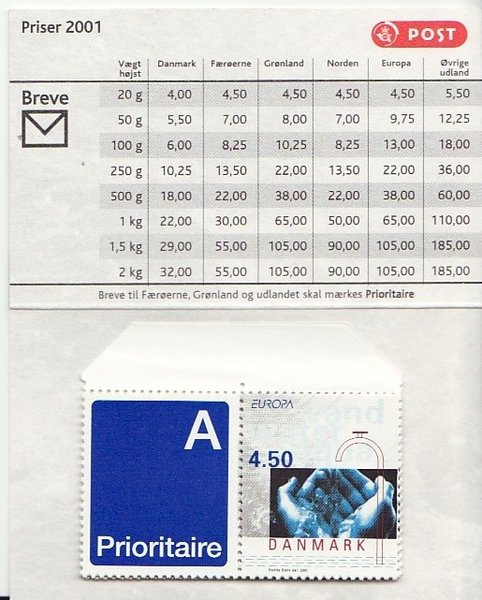 Priser 2001
POST
Vægt højst Danmark Færøerne Grønland Norden Europa Øvrige udland
Breve
20 g 4,00 4,50 4,50 4,50 4,50 5,50
50 g 5,50 7,00 8,00 7,00 9,75 12,25
100 g 6,00 8,25 10,25 8,25 13,00 18,00
250 g 10,25 13,50 22,00 13,50 22,00 36,00
500 g 18,00 22,00 38,00 22,00 38,00 60,00
1 kg 22,00 30,00 65,00 50,00 65,00 110,00
1,5 kg 29,00 55,00 105,00 90,00 105,00 185,00
2 kg 32,00 55,00 105,00 90,00 105,00 185,00
Breve til Færøerne, Grønland og udlandet skal mærkes Prioritaire
A
Prioritaire
EUROPA
vand
4.50
DANMARK